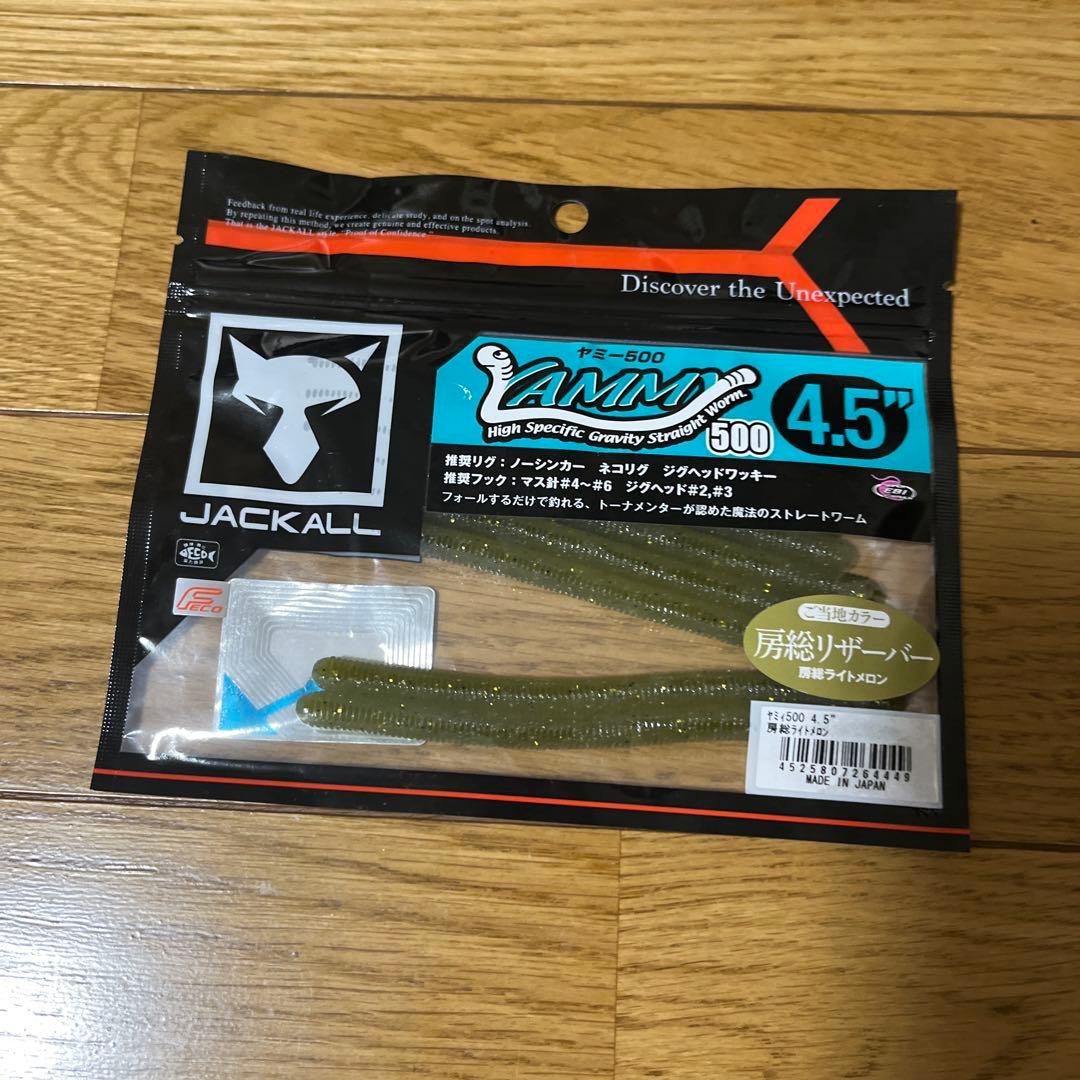 Feedback from real life experience, delicate study, and on the spot analysis.
By repeating this method, we create genuine and effective products.
That is the JACKALL style. "Proof of Confidence."
Discover the Unexpected
ヤミー500
YAMMY
High Specific Gravity Straight Worm.
500
4.5"
推奨リグ：ノーシンカー ネコリグ ジグヘッドワッキー
推奨フック：マス針#4～#6 ジグヘッド#2,#3
フォールするだけで釣れる、トーナメンターが認めた魔法のストレートワーム
EBI
JACKALL
ECO
FECO
ご当地カラー
房総リザーバー
房総ライトメロン
ヤミィ500 4.5"
房総ライトメロン
4525807264449
MADE IN JAPAN